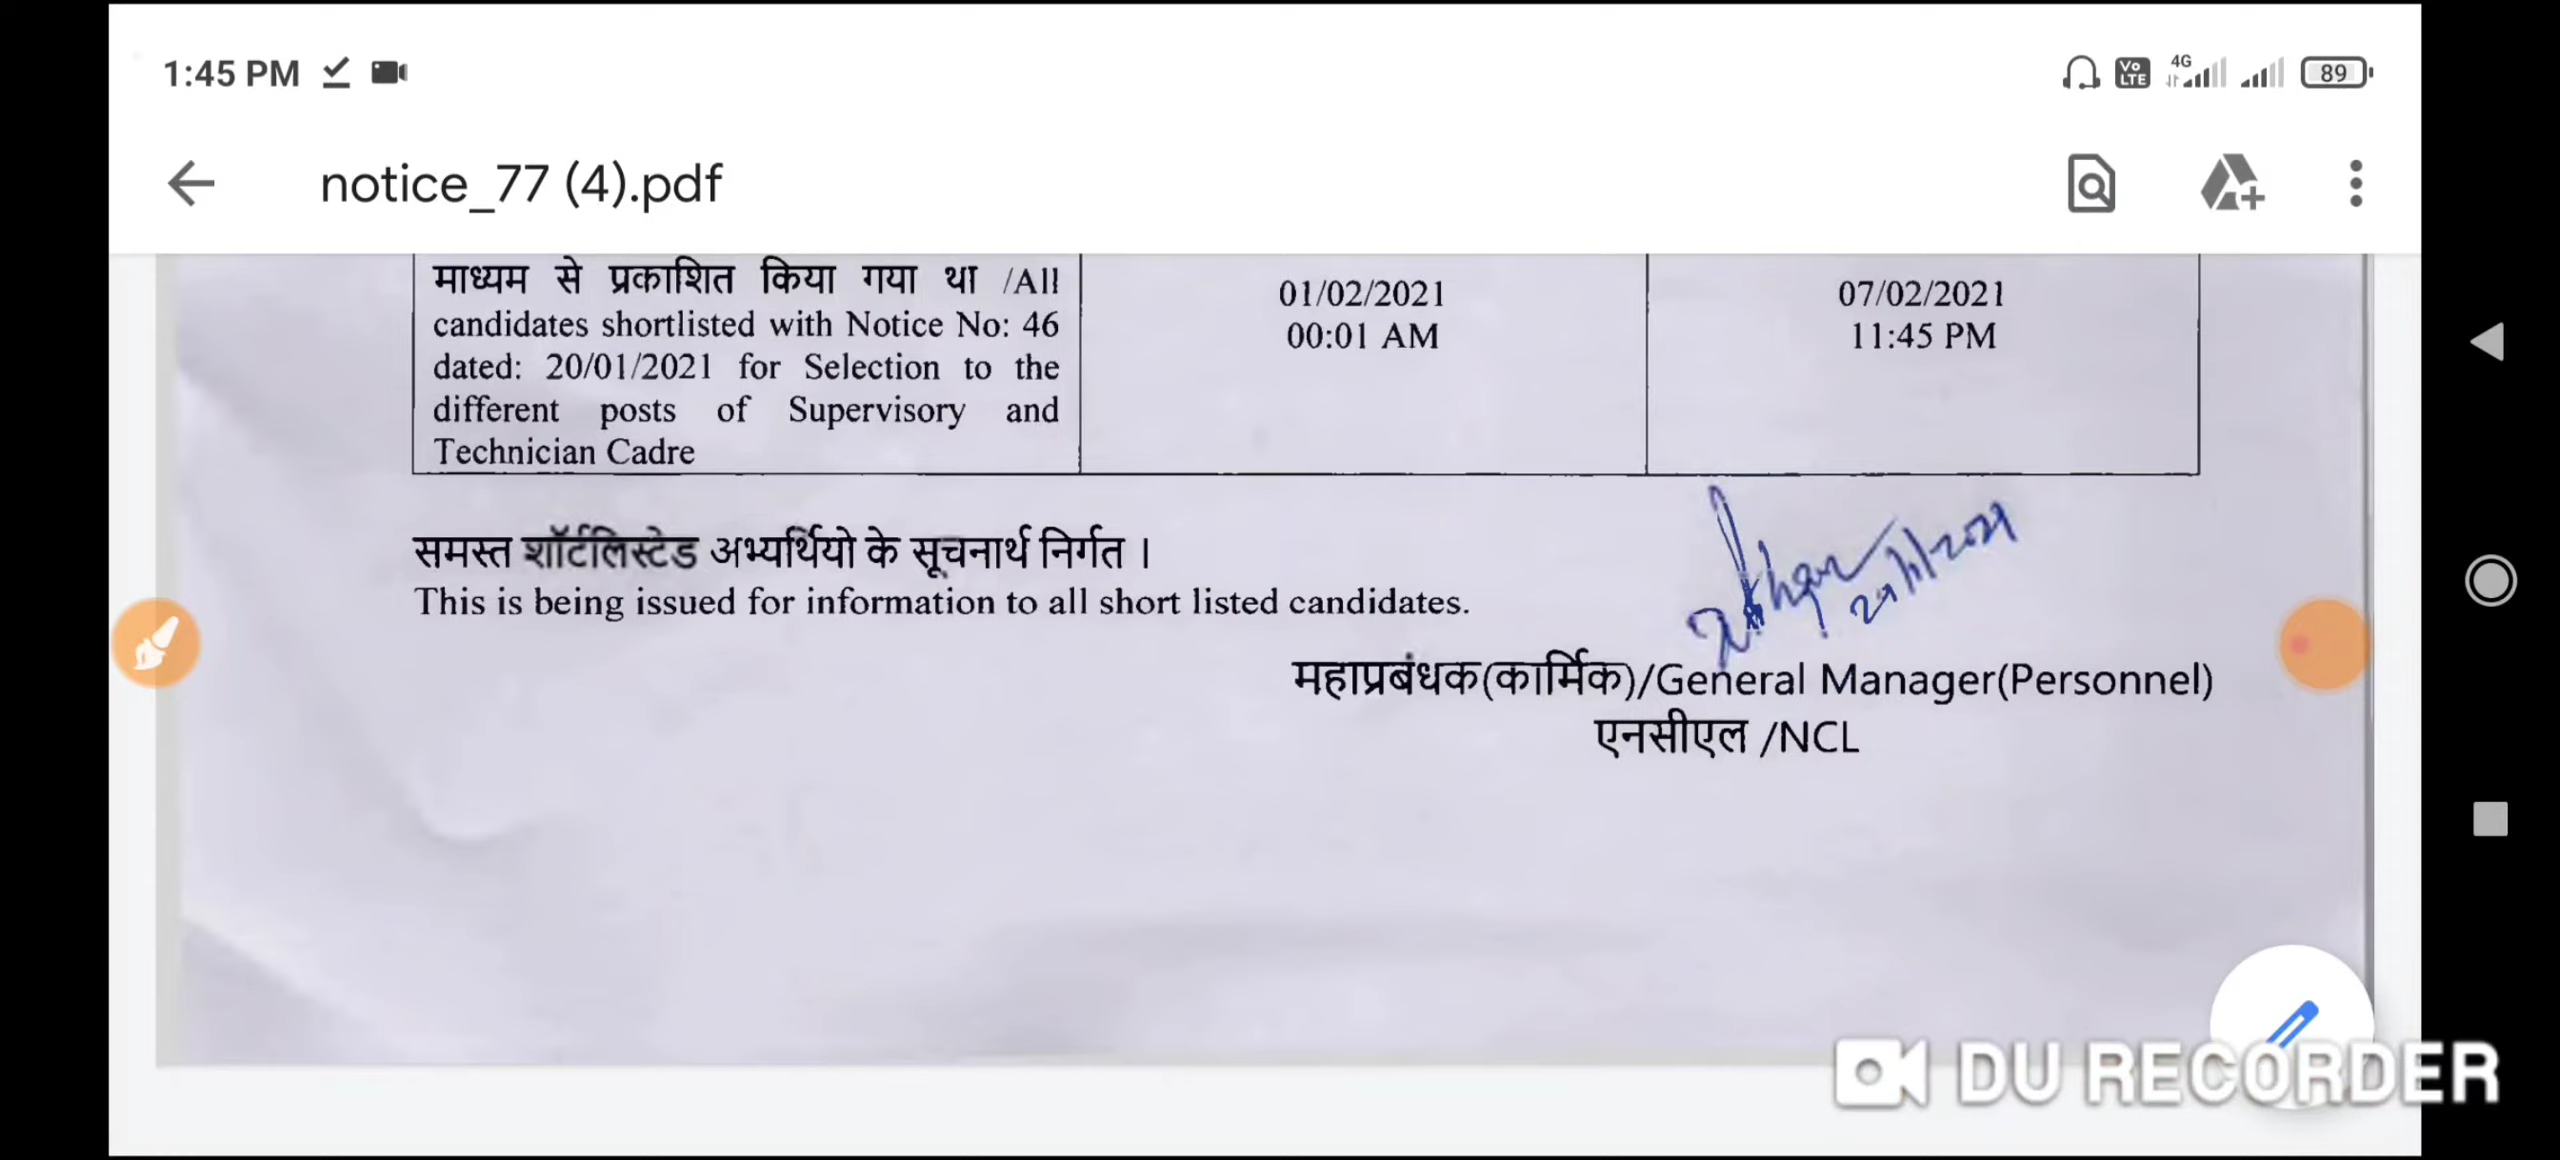 1:45 PM
Vo LTE 4G 89
notice_77 (4).pdf
माध्यम से प्रकाशित किया गया था /All
candidates shortlisted with Notice No: 46
dated: 20/01/2021 for Selection to the
different posts of Supervisory and
Technician Cadre
01/02/2021
00:01 AM
07/02/2021
11:45 PM
समस्त शॉर्टलिस्टेड अभ्यर्थियो के सूचनार्थ निर्गत ।
This is being issued for information to all short listed candidates.
महाप्रबंधक(कार्मिक)/General Manager(Personnel)
एनसीएल /NCL
DU RECORDER